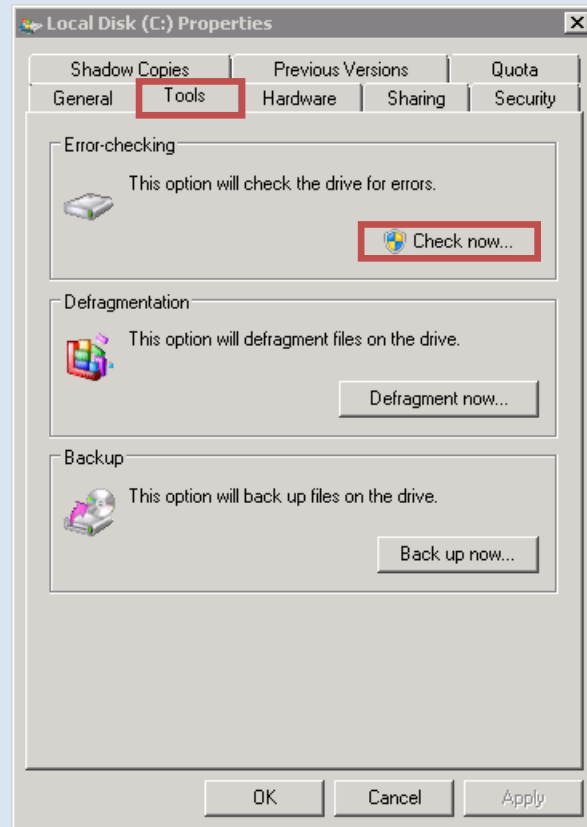 Local Disk (C:) Properties
Shadow Copies Previous Versions Quota
General Tools Hardware Sharing Security
Error-checking
This option will check the drive for errors.
Check now...
Defragmentation
This option will defragment files on the drive.
Defragment now...
Backup
This option will back up files on the drive.
Back up now...
OK Cancel Apply